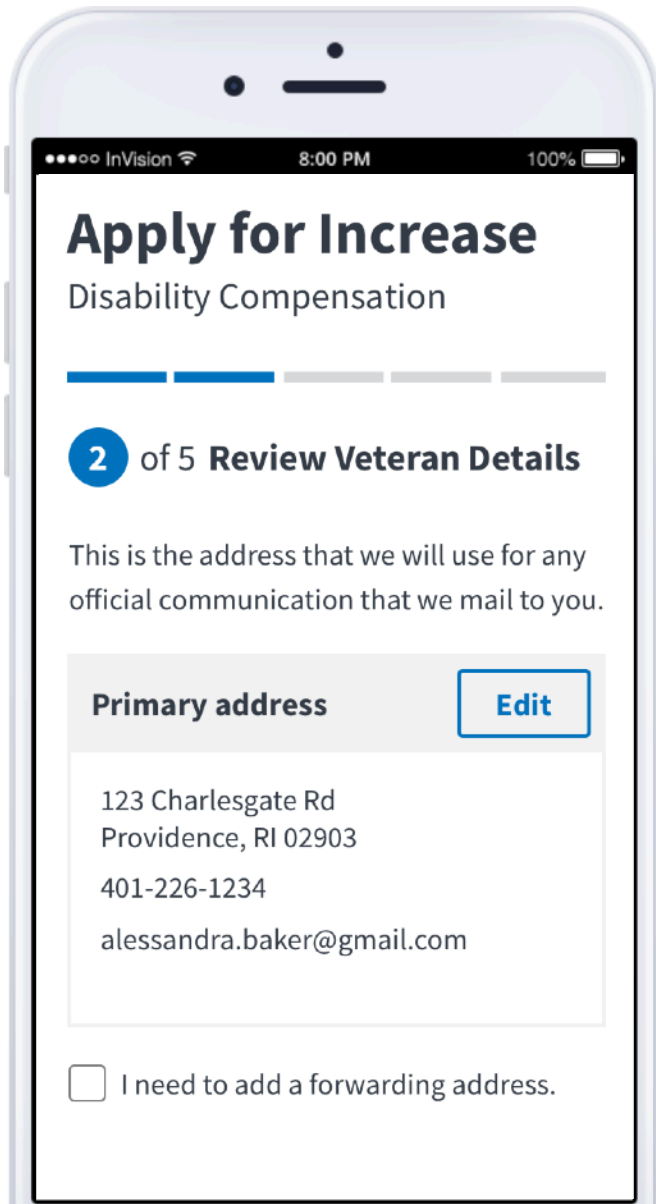 InVision 8:00 PM 100%
Apply for Increase
Disability Compensation
2 of 5 Review Veteran Details
This is the address that we will use for any
official communication that we mail to you.
Primary address Edit
123 Charlesgate Rd
Providence, RI 02903
401-226-1234
alessandra.baker@gmail.com
I need to add a forwarding address.